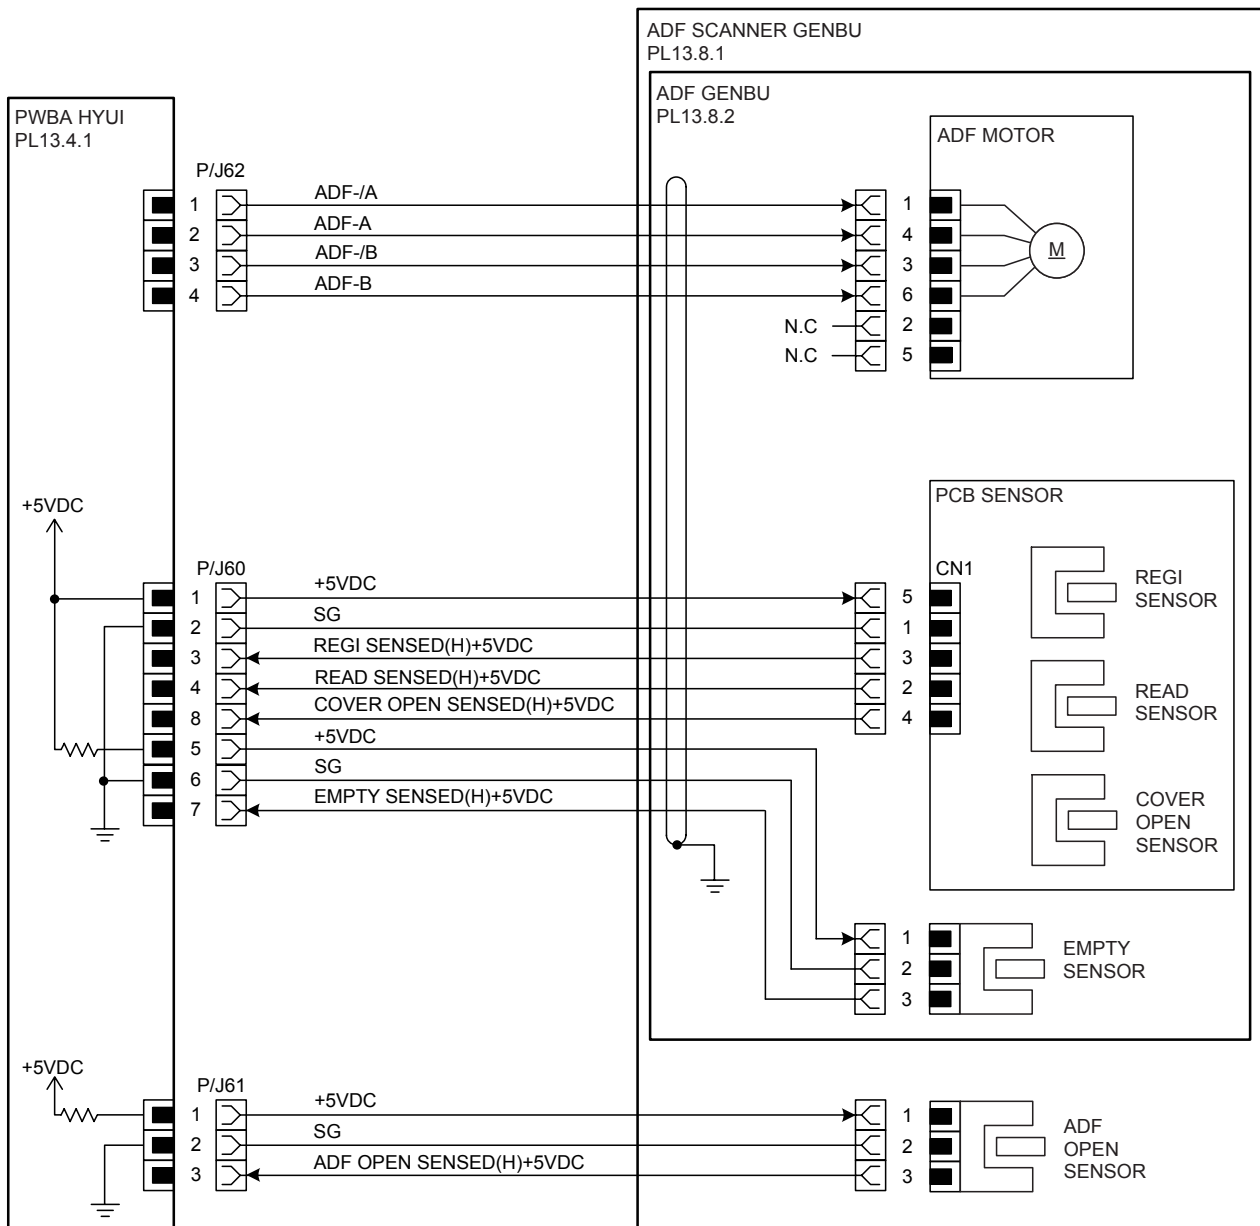 ADF SCANNER GENBU
PL13.8.1
ADF GENBU
PL13.8.2
PWBA HYUI
PL13.4.1
ADF MOTOR
P/J62
1 ADF-/A 1
2 ADF-A 4
3 ADF-/B 3
4 ADF-B 6
M
N.C 2
N.C 5
+5VDC
PCB SENSOR
P/J60
CN1
1 +5VDC 5
2 SG 1
3 REGI SENSED(H)+5VDC 3
4 READ SENSED(H)+5VDC 2
8 COVER OPEN SENSED(H)+5VDC 4
5 +5VDC
6 SG
7 EMPTY SENSED(H)+5VDC
REGI
SENSOR
READ
SENSOR
COVER
OPEN
SENSOR
1
2
3
EMPTY
SENSOR
+5VDC
P/J61
1 +5VDC 1
2 SG 2
3 ADF OPEN SENSED(H)+5VDC 3
ADF
OPEN
SENSOR